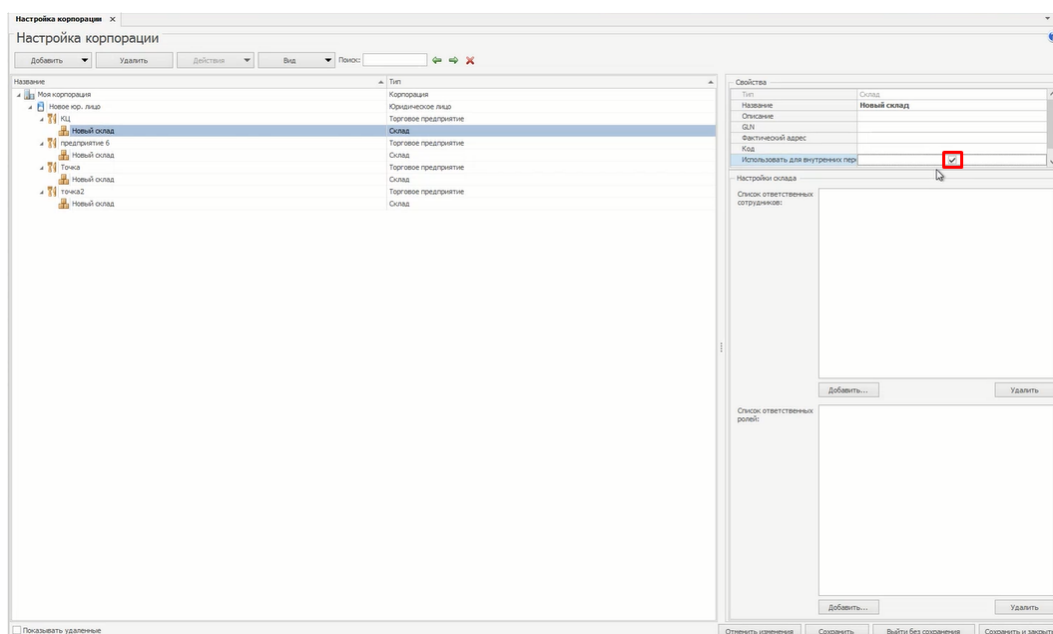 Настройка корпорации
Настройка корпорации
Добавить Удалить Действия Вид Поиск:
Название Тип
Моя корпорация Корпорация
Новое юр. лицо Юридическое лицо
КЦ Торговое предприятие
Новый склад Склад
предприятие 6 Торговое предприятие
Новый склад Склад
Точка Торговое предприятие
Новый склад Склад
точка2 Торговое предприятие
Новый склад Склад
Показывать удаленные
Свойства
Тип Склад
Название Новый склад
Описание
GLN
Фактический адрес
Код
Использовать для внутренних пер
Настройки склада
Список ответственных
сотрудников:
Добавить... Удалить
Список ответственных
ролей:
Добавить... Удалить
Отменить изменения Сохранить Выйти без сохранения Сохранить и закрыть